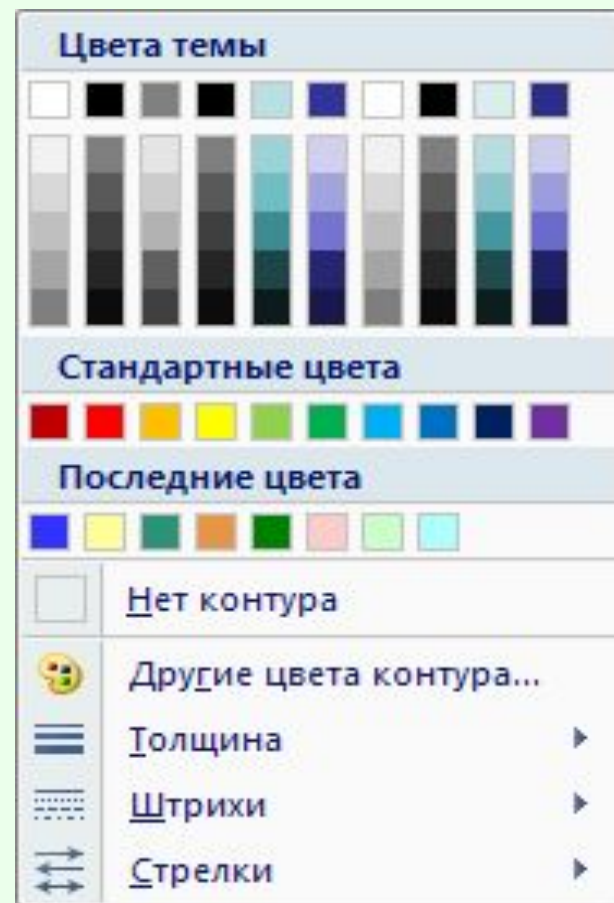 Цвета темы
Стандартные цвета
Последние цвета
Нет контура
Другие цвета контура...
Толщина
Штрихи
Стрелки